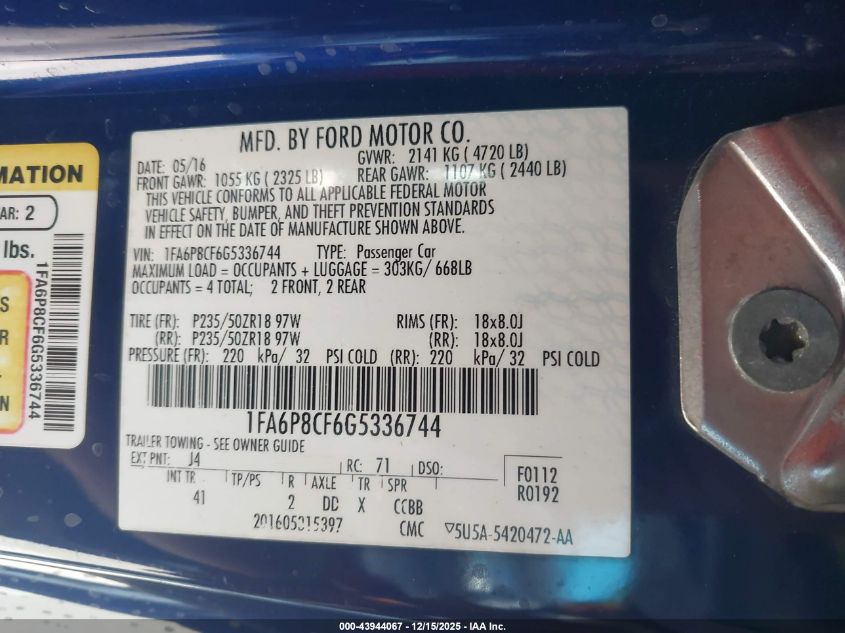 MFD. BY FORD MOTOR CO.
DATE: 05/16 GVWR: 2141 KG ( 4720 LB)
FRONT GAWR: 1055 KG ( 2325 LB) REAR GAWR: 1107 KG ( 2440 LB)
THIS VEHICLE CONFORMS TO ALL APPLICABLE FEDERAL MOTOR
VEHICLE SAFETY, BUMPER, AND THEFT PREVENTION STANDARDS
IN EFFECT ON THE DATE OF MANUFACTURE SHOWN ABOVE.
VIN: 1FA6P8CF6G5336744 TYPE: Passenger Car
MAXIMUM LOAD = OCCUPANTS + LUGGAGE = 303KG/ 668LB
OCCUPANTS = 4 TOTAL; 2 FRONT, 2 REAR
TIRE (FR): P235/50ZR18 97W RIMS (FR): 18x8.0J
(RR): P235/50ZR18 97W (RR): 18x8.0J
PRESSURE (FR): 220 kPa/ 32 PSI COLD (RR): 220 kPa/ 32 PSI COLD
1FA6P8CF6G5336744
TRAILER TOWING - SEE OWNER GUIDE
EXT PNT: J4 RC: 71 DSO: F0112
INT TR TP/PS R AXLE TR SPR R0192
41 2 DD X CCBB
CMC 5U5A-5420472-AA
MATION
AR: 2
lbs.
S
R
N
1FA6P8CF6G5336744
000-43944067 - 12/15/2025 - IAA Inc.